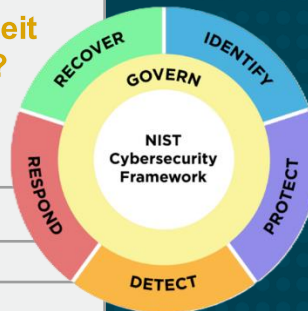 eit
?
RECOVER
IDENTIFY
GOVERN
NIST
Cybersecurity
Framework
RESPOND
PROTECT
DETECT